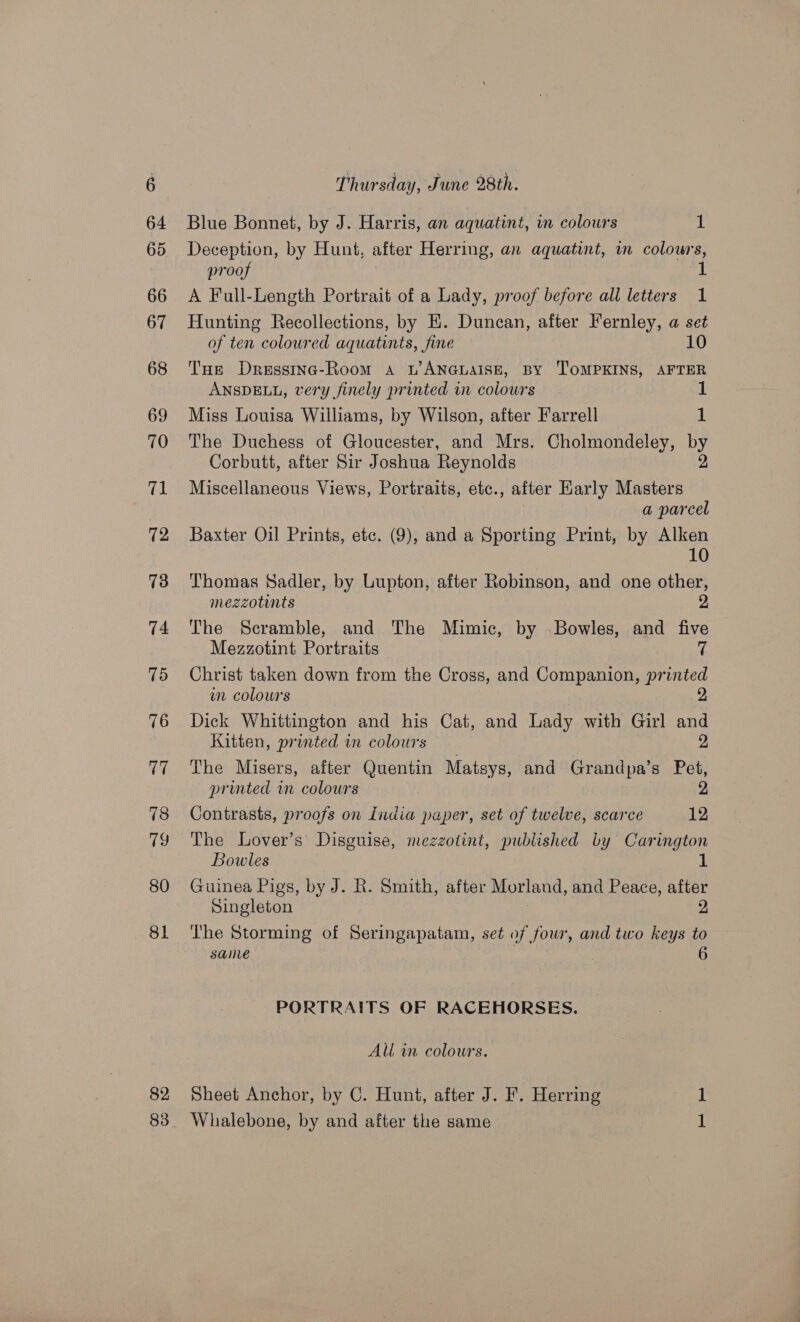 6 Thursday, June 28th.
64 Blue Bonnet, by J. Harris, an aquatint, in colours 1
65 Deception, by Hunt, after Herring, an aquatint, in colours,
proof 1
66 A Full-Length Portrait of a Lady, proof before all letters 1
67 Hunting Recollections, by E. Duncan, after Fernley, a set
of ten coloured aquatints, fine 10
68 THE DRESSING-ROOM A L'ANGLAISE, BY TOMPKINS, AFTER
ANSDELL, very finely printed in colours 1
69 Miss Louisa Williams, by Wilson, after Farrell 1
70 The Duchess of Gloucester, and Mrs. Cholmondeley, by
Corbutt, after Sir Joshua Reynolds 2
71 Miscellaneous Views, Portraits, etc., after Early Masters
a parcel
72 Baxter Oil Prints, etc. (9), and a Sporting Print, by Alken
10
73 Thomas Sadler, by Lupton, after Robinson, and one other,
mezzotints 2
74 The Scramble, and The Mimic, by Bowles, and five
Mezzotint Portraits 7
75 Christ taken down from the Cross, and Companion, printed
in colours 2
76 Dick Whittington and his Cat, and Lady with Girl and
Kitten, printed in colours 2
77 The Misers, after Quentin Matsys, and Grandpa's Pet,
printed in colours 2
78 Contrasts, proofs on India paper, set of twelve, scarce 12
79 The Lover's Disguise, mezzotint, published by Carington
Bowles 1
80 Guinea Pigs, by J. R. Smith, after Morland, and Peace, after
Singleton 2
81 The Storming of Seringapatam, set of four, and two keys to
same 6
PORTRAITS OF RACEHORSES.
All in colours.
82 Sheet Anchor, by C. Hunt, after J. F. Herring 1
83 Whalebone, by and after the same 1